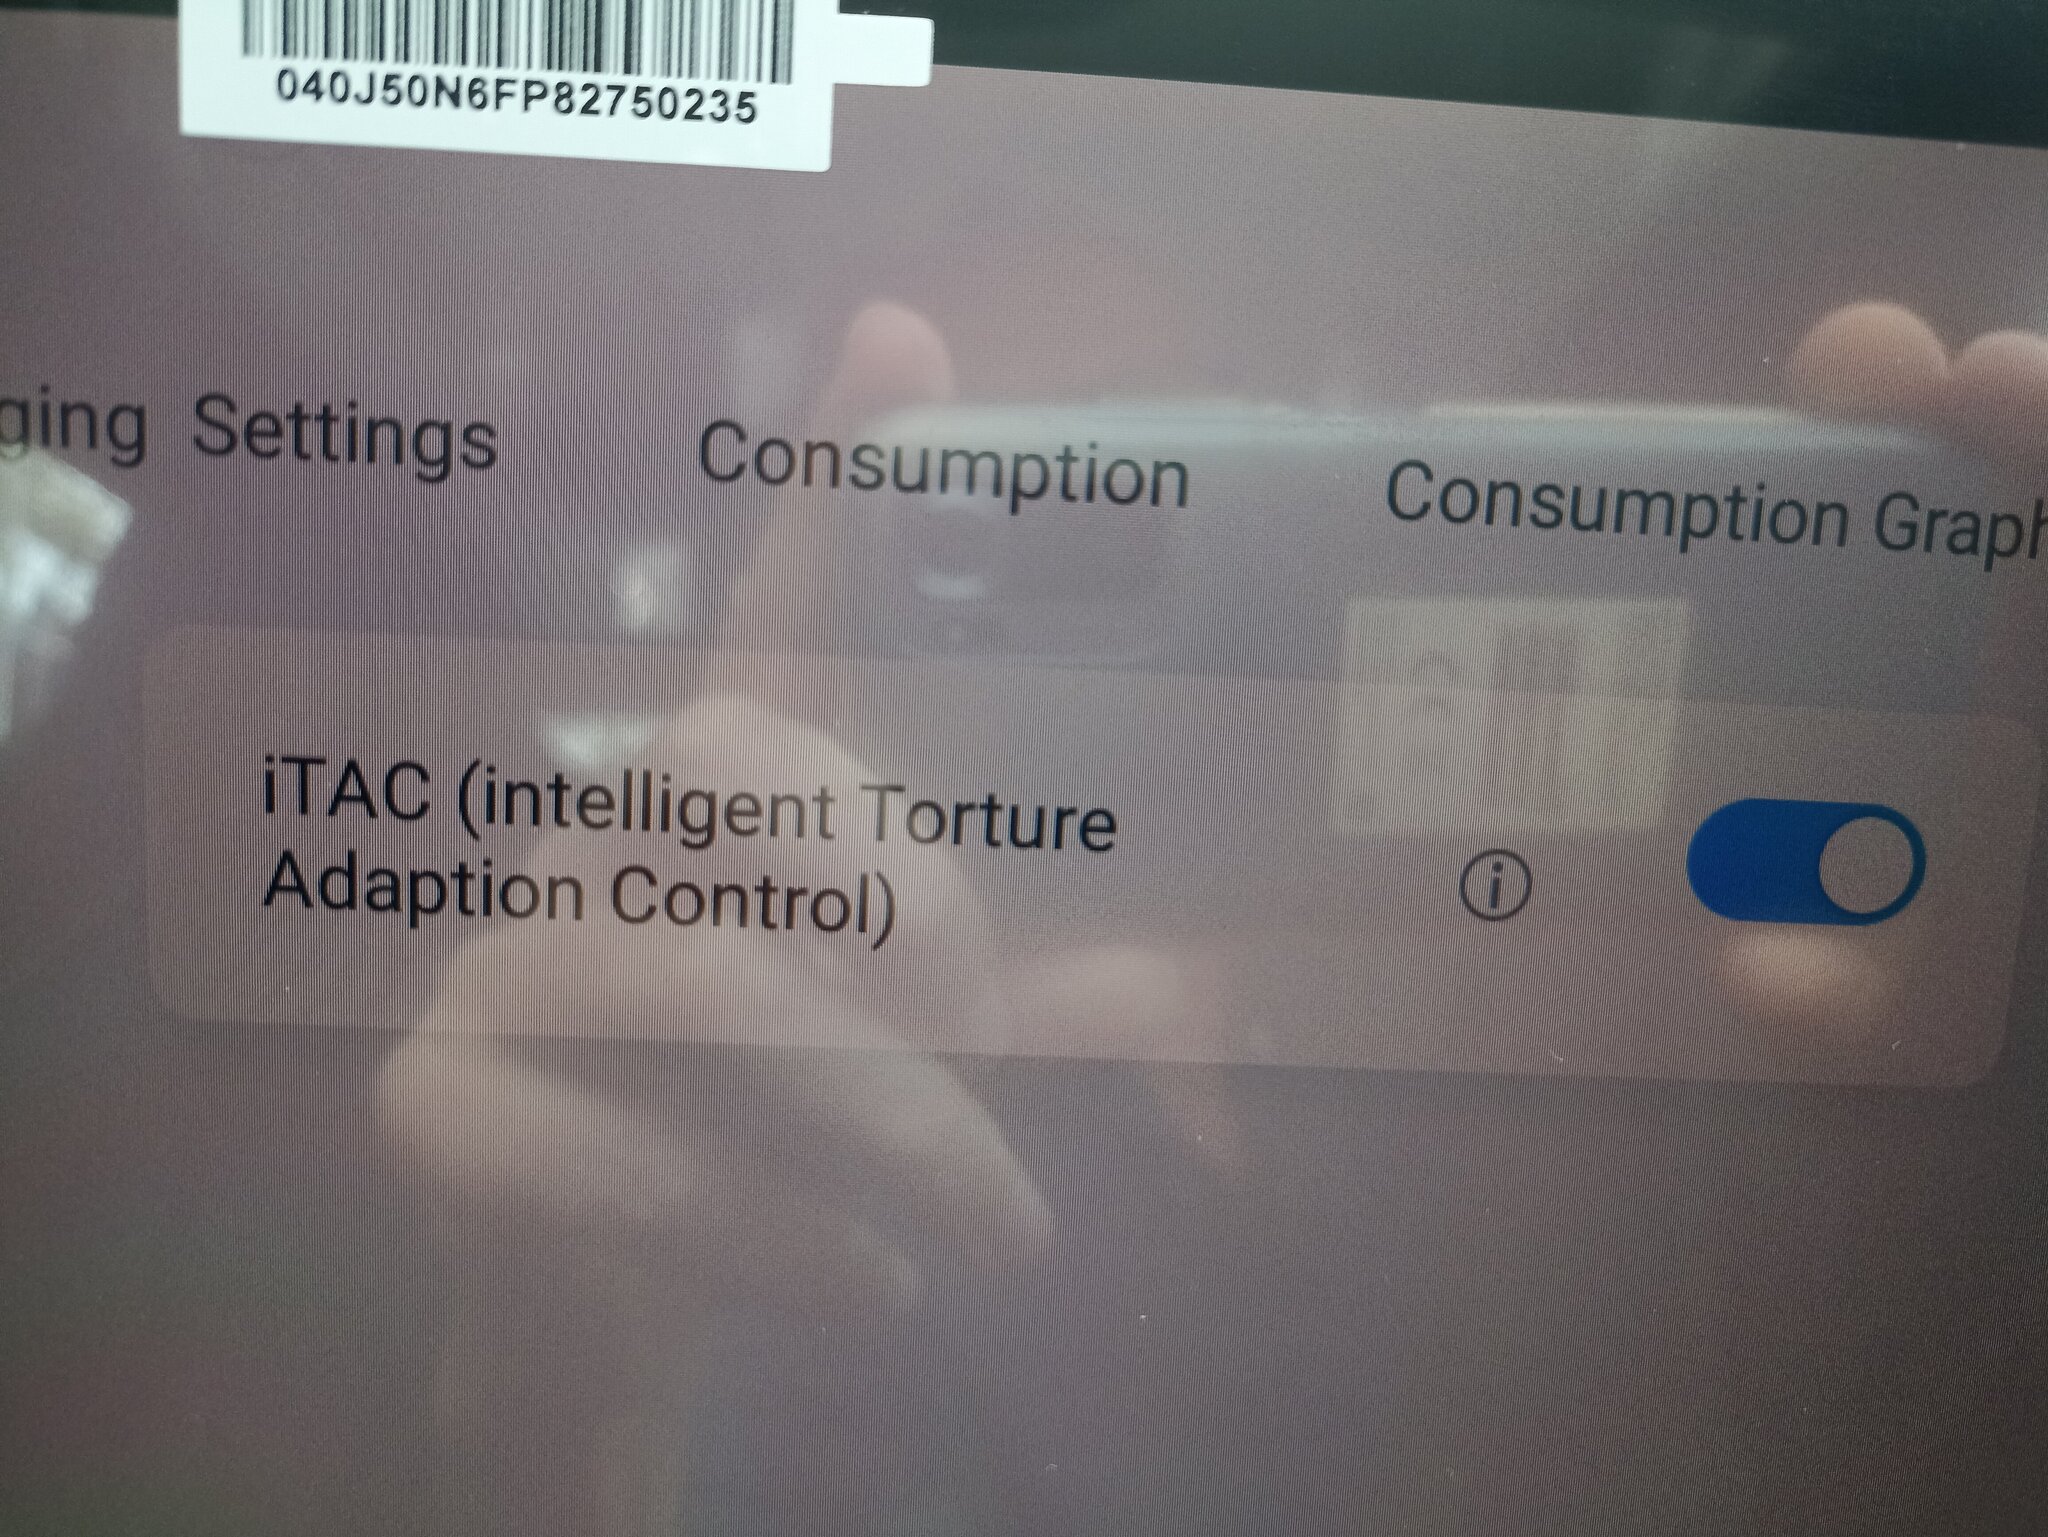 040J50N6FP82750235
ging Settings Consumption Consumption Graph
iTAC (intelligent Torture
Adaption Control)